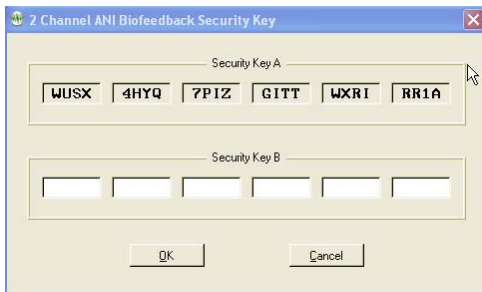 2 Channel ANI Biofeedback Security Key
Security Key A
WUSX 4HYQ 7PIZ GITT WXRI RR1A
Security Key B
OK Cancel